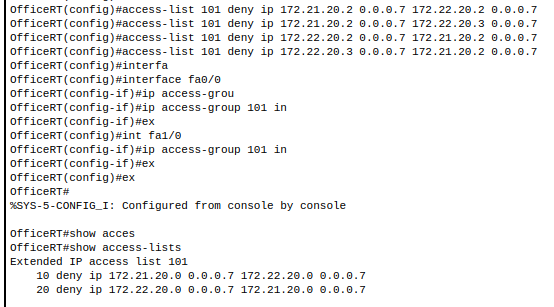 OfficeRT(config)#access-list 101 deny ip 172.21.20.2 0.0.0.7 172.22.20.2 0.0.0.7
OfficeRT(config)#access-list 101 deny ip 172.21.20.2 0.0.0.7 172.22.20.3 0.0.0.7
OfficeRT(config)#access-list 101 deny ip 172.22.20.2 0.0.0.7 172.21.20.2 0.0.0.7
OfficeRT(config)#access-list 101 deny ip 172.22.20.3 0.0.0.7 172.21.20.2 0.0.0.7
OfficeRT(config)#interfa
OfficeRT(config)#interface fa0/0
OfficeRT(config-if)#ip access-grou
OfficeRT(config-if)#ip access-group 101 in
OfficeRT(config-if)#ex
OfficeRT(config)#int fa1/0
OfficeRT(config-if)#ip access-group 101 in
OfficeRT(config-if)#ex
OfficeRT(config)#ex
OfficeRT#
%SYS-5-CONFIG_I: Configured from console by console
OfficeRT#show acces
OfficeRT#show access-lists
Extended IP access list 101
10 deny ip 172.21.20.0 0.0.0.7 172.22.20.0 0.0.0.7
20 deny ip 172.22.20.0 0.0.0.7 172.21.20.0 0.0.0.7